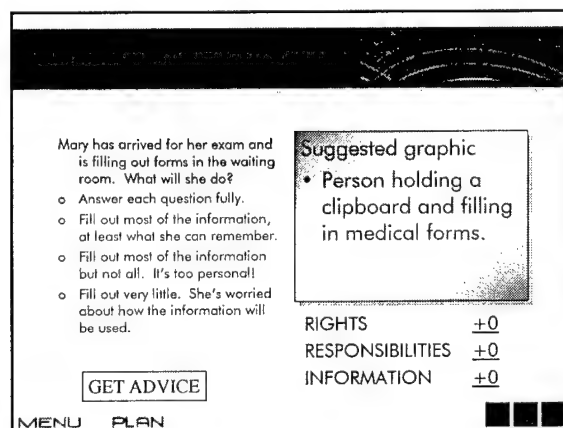 Mary has arrived for her exam and
is filling out forms in the waiting
room. What will she do?
o Answer each question fully.
o Fill out most of the information,
at least what she can remember.
o Fill out most of the information
but not all. It's too personal!
o Fill out very little. She's worried
about how the information will
be used.
GET ADVICE
MENU PLAN
Suggested graphic
• Person holding a
clipboard and filling
in medical forms.
RIGHTS +0
RESPONSIBILITIES +0
INFORMATION +0